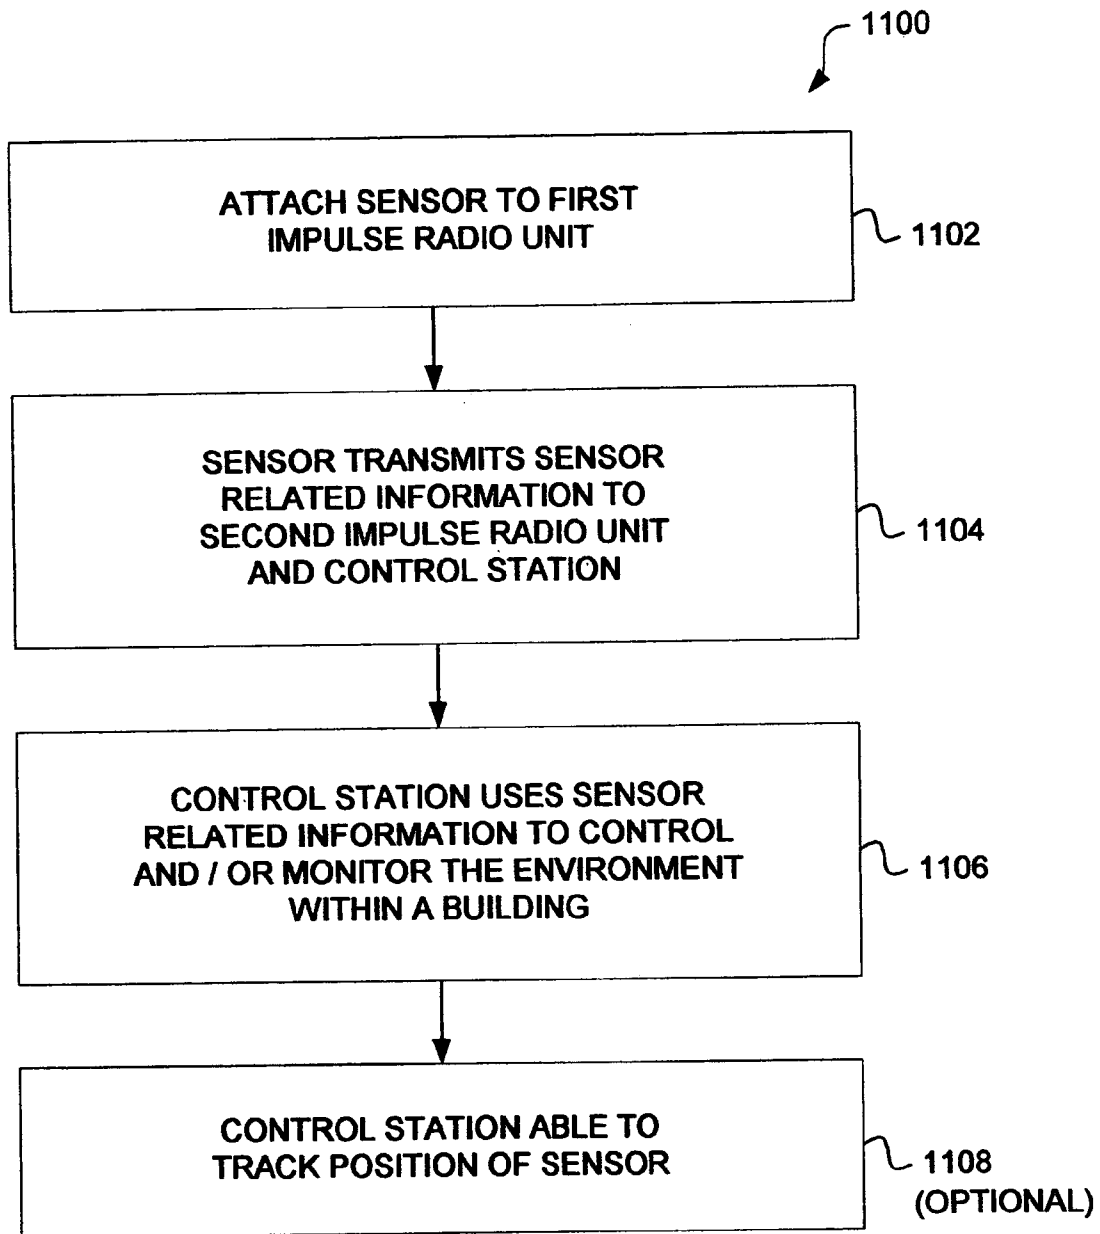 1100
ATTACH SENSOR TO FIRST
IMPULSE RADIO UNIT
1102
SENSOR TRANSMITS SENSOR
RELATED INFORMATION TO
SECOND IMPULSE RADIO UNIT
AND CONTROL STATION
1104
CONTROL STATION USES SENSOR
RELATED INFORMATION TO CONTROL
AND / OR MONITOR THE ENVIRONMENT
WITHIN A BUILDING
1106
CONTROL STATION ABLE TO
TRACK POSITION OF SENSOR
1108
(OPTIONAL)